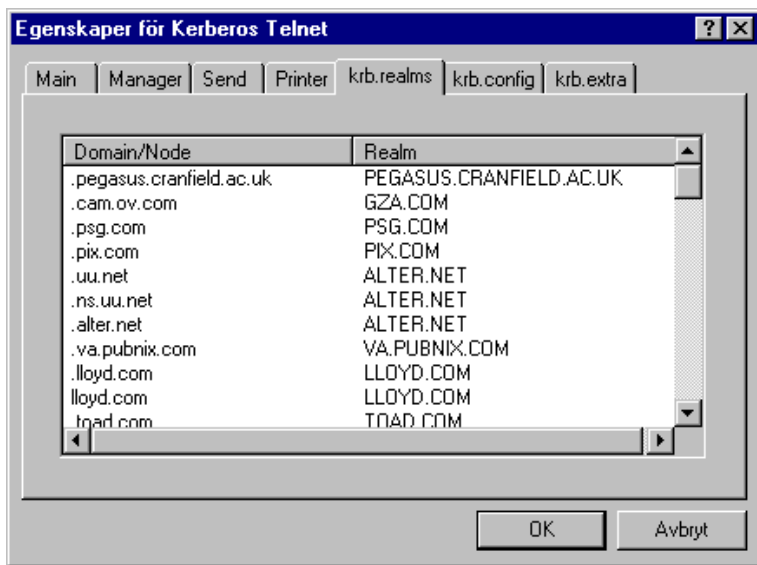 Egenskaper för Kerberos Telnet
Main Manager Send Printer krb.realms krb.config krb.extra
Domain/Node Realm
.pegasus.cranfield.ac.uk PEGASUS.CRANFIELD.AC.UK
.cam.ov.com GZA.COM
.psg.com PSG.COM
.pix.com PIX.COM
.uu.net ALTER.NET
.ns.uu.net ALTER.NET
.alter.net ALTER.NET
.va.pubnix.com VA.PUBNIX.COM
.lloyd.com LLOYD.COM
lloyd.com LLOYD.COM
.toad.com TOAD.COM
OK Avbryt